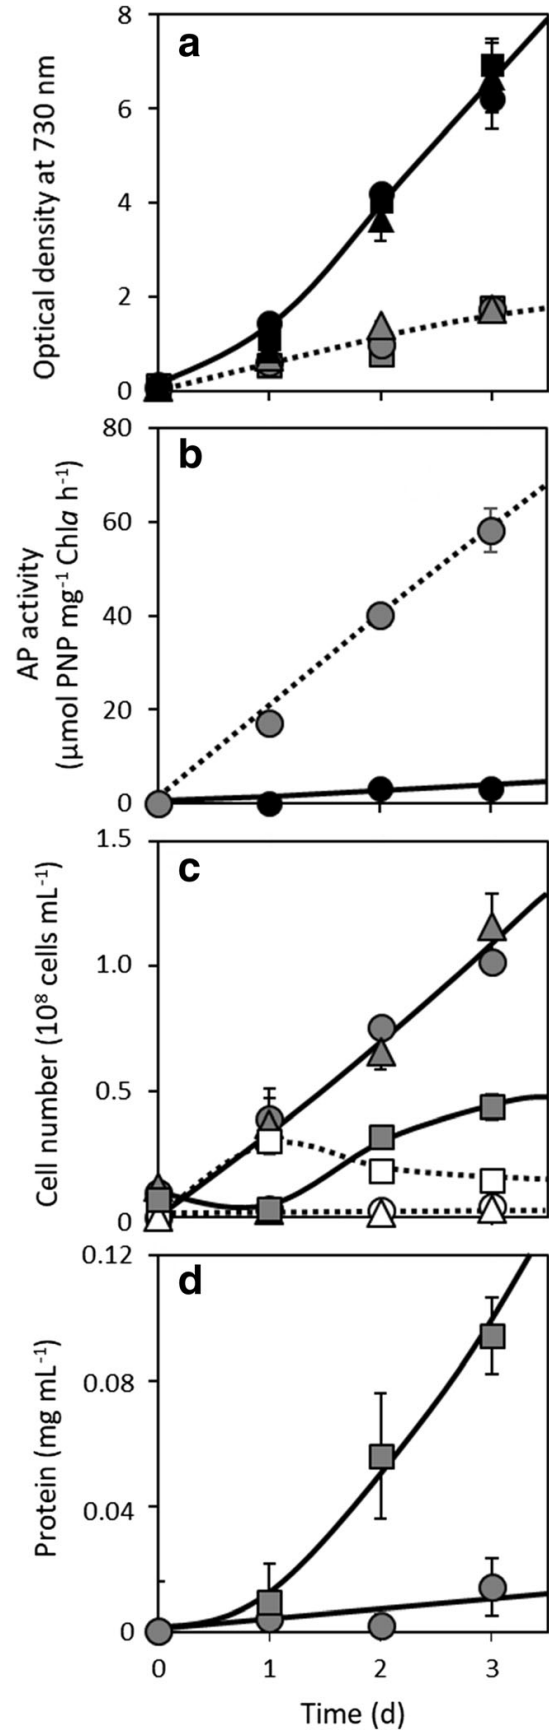 a
Optical density at 730 nm
8
6
4
2
0
b
AP activity
(μmol PNP mg⁻¹ Chla h⁻¹)
80
60
40
20
0
c
Cell number (10⁸ cells mL⁻¹)
1.5
1.0
0.5
0
d
Protein (mg mL⁻¹)
0.12
0.08
0.04
0
0 1 2 3
Time (d)